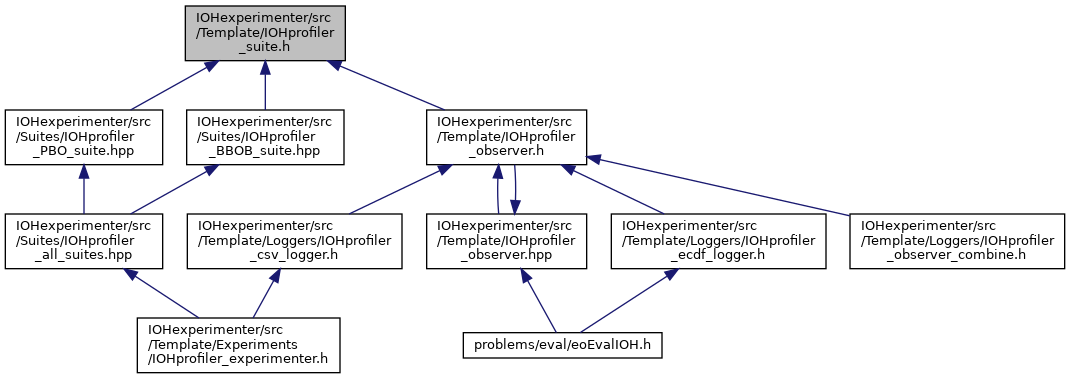 IOHexperimenter/src
/Template/IOHprofiler
_suite.h
IOHexperimenter/src
/Suites/IOHprofiler
_PBO_suite.hpp
IOHexperimenter/src
/Suites/IOHprofiler
_BBOB_suite.hpp
IOHexperimenter/src
/Template/IOHprofiler
_observer.h
IOHexperimenter/src
/Suites/IOHprofiler
_all_suites.hpp
IOHexperimenter/src
/Template/Loggers/IOHprofiler
_csv_logger.h
IOHexperimenter/src
/Template/IOHprofiler
_observer.hpp
IOHexperimenter/src
/Template/Loggers/IOHprofiler
_ecdf_logger.h
IOHexperimenter/src
/Template/Loggers/IOHprofiler
_observer_combine.h
IOHexperimenter/src
/Template/Experiments
/IOHprofiler_experimenter.h
problems/eval/eoEvalIOH.h